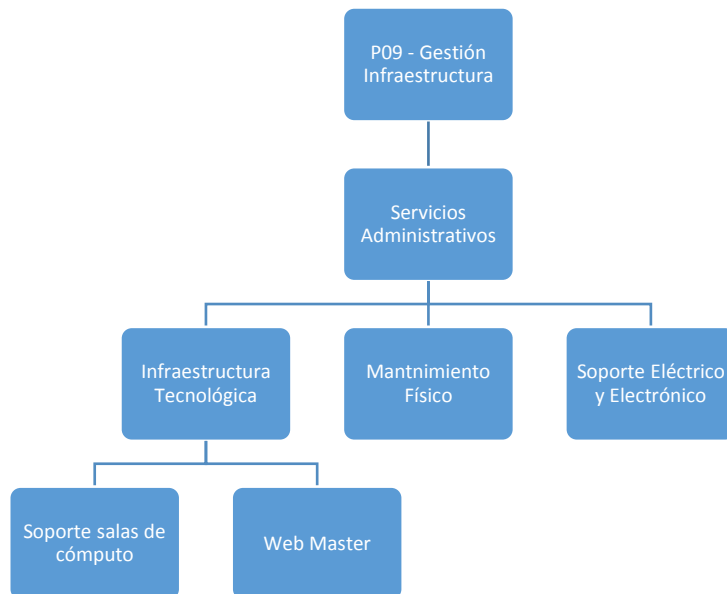 P09 - Gestión
Infraestructura
Servicios
Administrativos
Infraestructura
Tecnológica
Mantnimiento
Físico
Soporte Eléctrico
y Electrónico
Soporte salas de
cómputo
Web Master